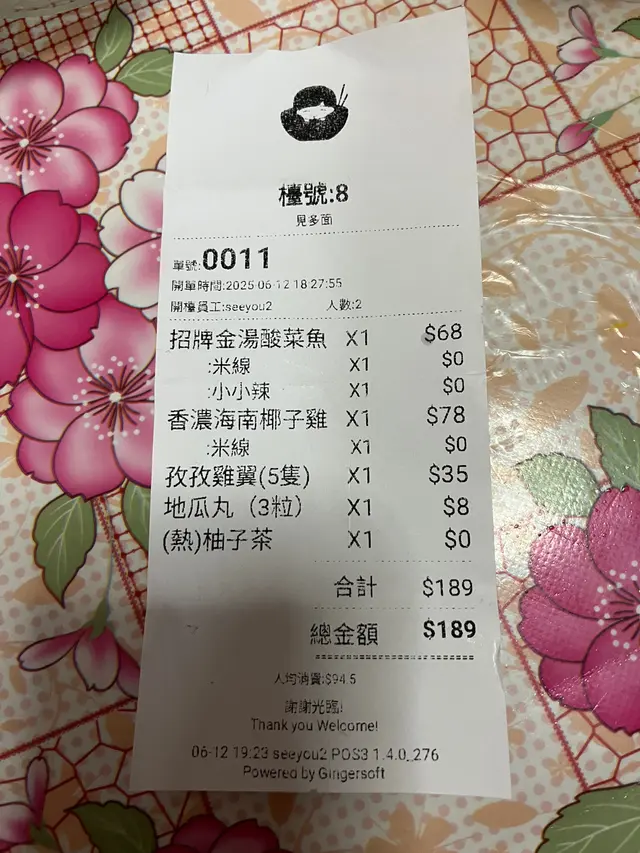 檯號:8
見多面
單號:0011
開單時間:2025-06-12 18:27:55
開檯員工:seeyou2 人數:2
招牌金湯酸菜魚 X1 $68
:米線 X1 $0
:小小辣 X1 $0
香濃海南椰子雞 X1 $78
:米線 X1 $0
孜孜雞翼(5隻) X1 $35
地瓜丸（3粒） X1 $8
(熱)柚子茶 X1 $0
合計 $189
總金額 $189
人均消費:$94.5
謝謝光臨!
Thank you Welcome!
06-12 19:23 seeyou2 POS3 1.4.0_276
Powered by Gingersoft